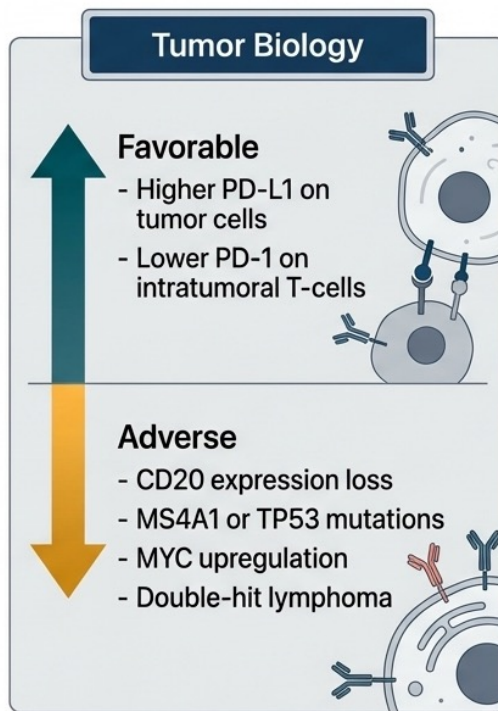 Tumor Biology
Favorable
- Higher PD-L1 on
tumor cells
- Lower PD-1 on
intratumoral T-cells
Adverse
- CD20 expression loss
- MS4A1 or TP53 mutations
- MYC upregulation
- Double-hit lymphoma